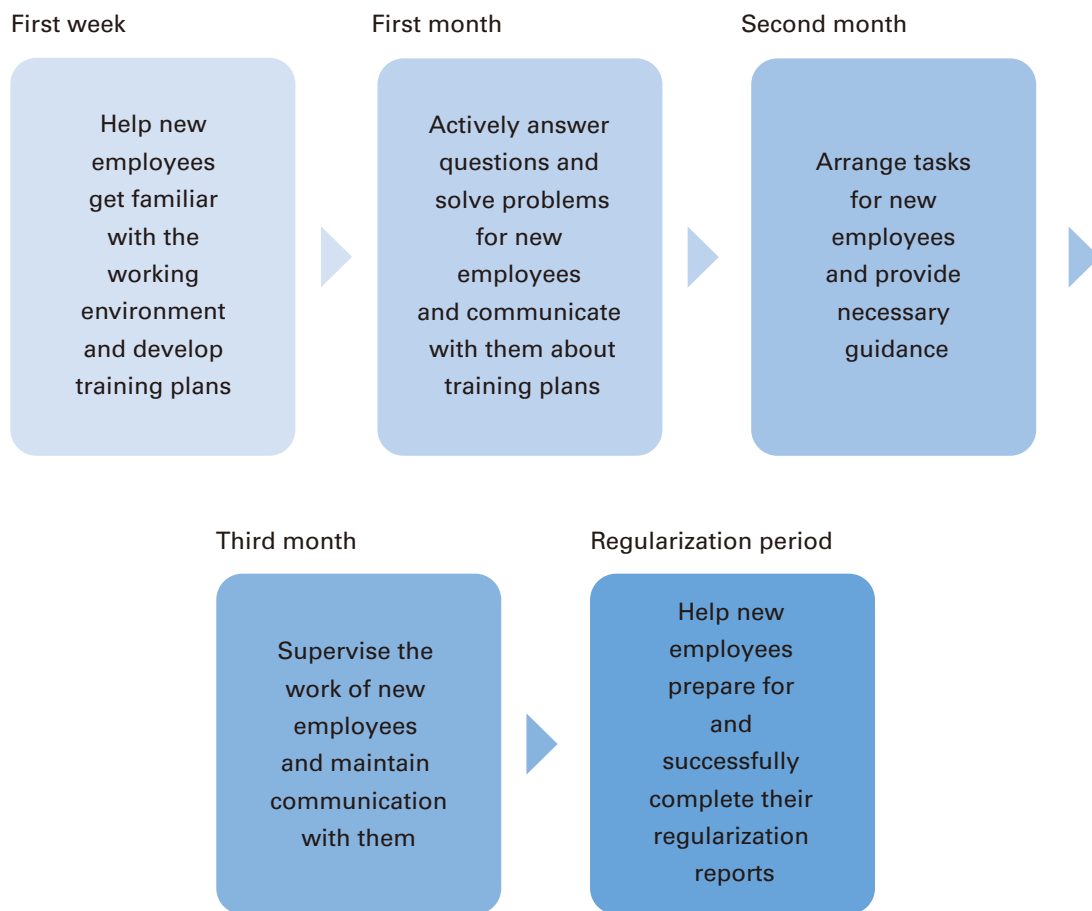 First week
Help new
employees
get familiar
with the
working
environment
and develop
training plans
First month
Actively answer
questions and
solve problems
for new
employees
and communicate
with them about
training plans
Second month
Arrange tasks
for new
employees
and provide
necessary
guidance
Third month
Supervise the
work of new
employees
and maintain
communication
with them
Regularization period
Help new
employees
prepare for
and
successfully
complete their
regularization
reports